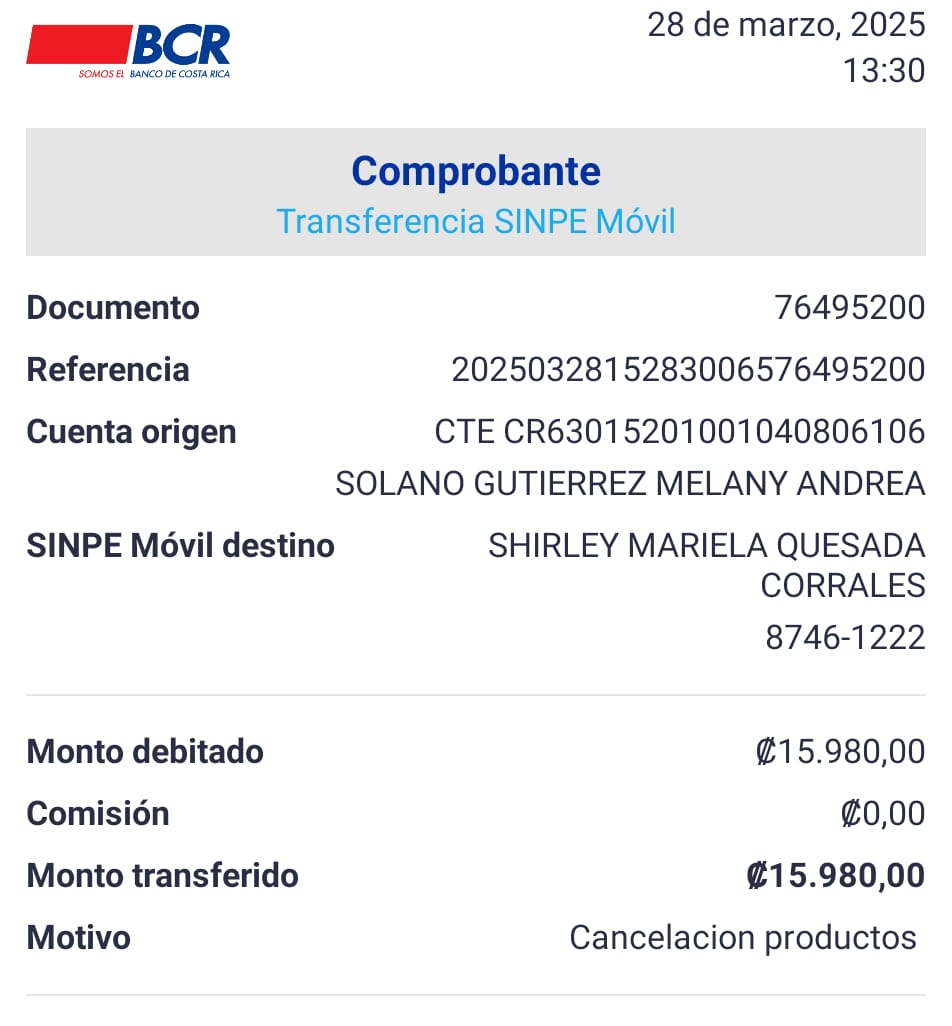 BCR
SOMOS EL BANCO DE COSTA RICA
28 de marzo, 2025
13:30
Comprobante
Transferencia SINPE Móvil
Documento 76495200
Referencia 2025032815283006576495200
Cuenta origen CTE CR63015201001040806106
SOLANO GUTIERREZ MELANY ANDREA
SINPE Móvil destino SHIRLEY MARIELA QUESADA
CORRALES
8746-1222
Monto debitado ₡15.980,00
Comisión ₡0,00
Monto transferido ₡15.980,00
Motivo Cancelacion productos